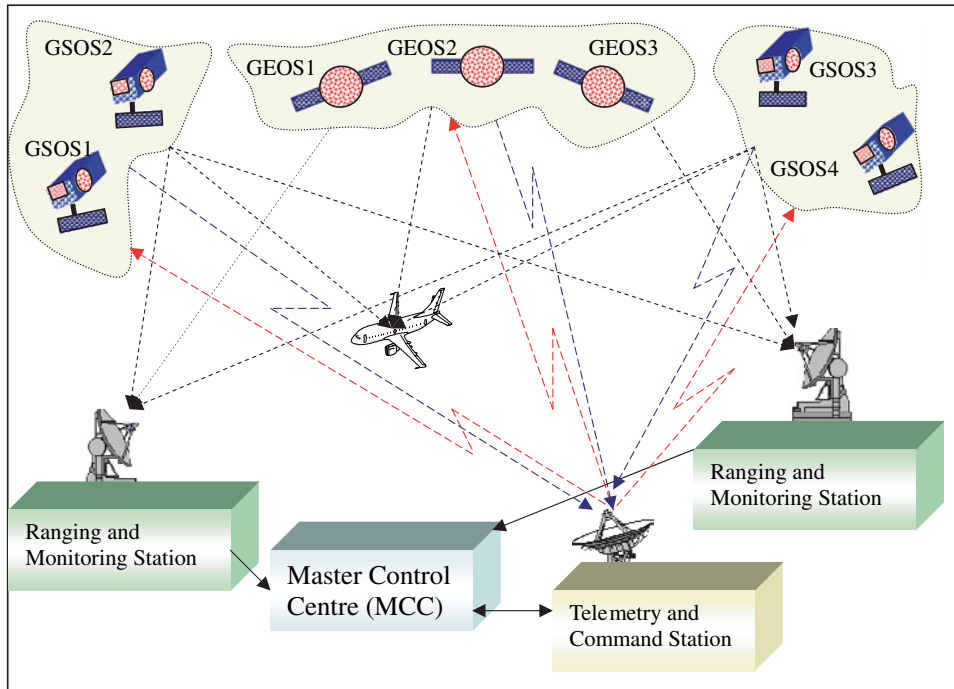 GSOS2
GEOS1
GEOS2
GEOS3
GSOS3
GSOS1
GSOS4
Ranging and
Monitoring Station
Ranging and
Monitoring Station
Master Control
Centre (MCC)
Telemetry and
Command Station